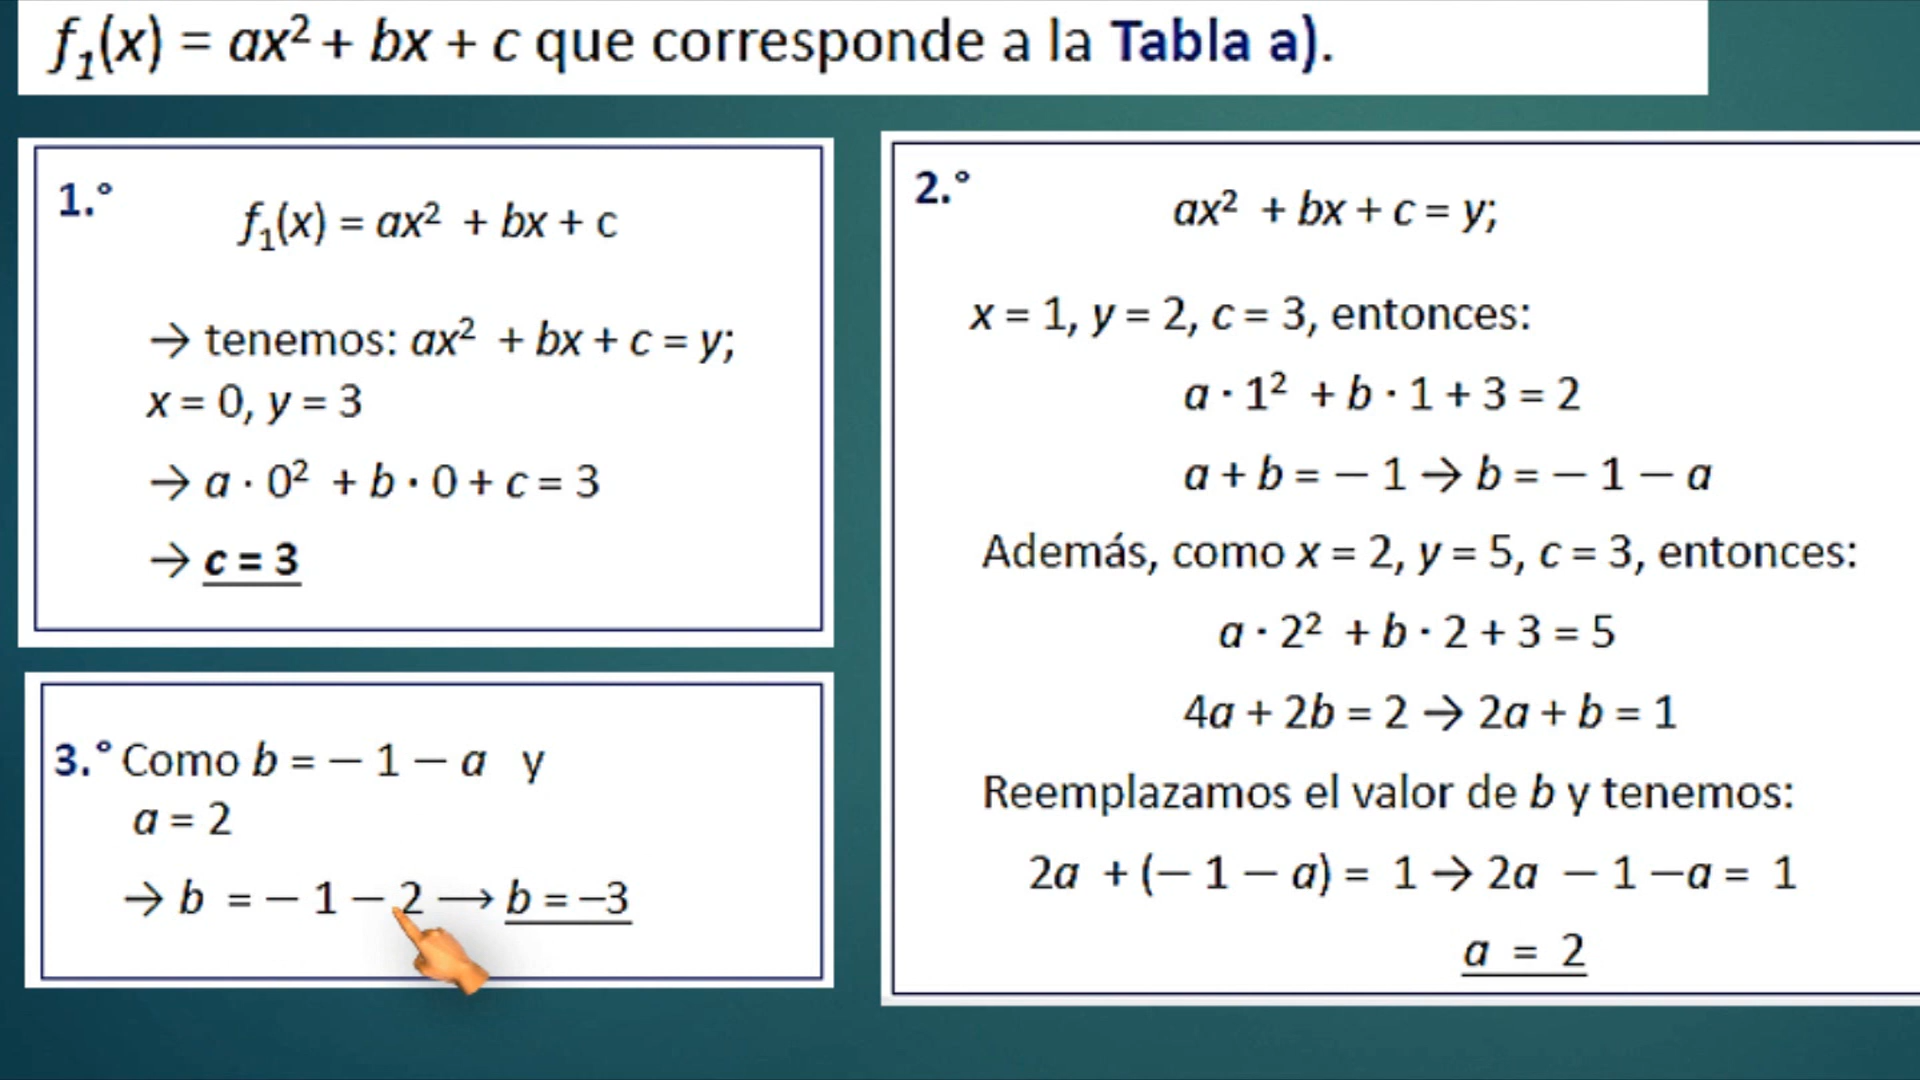 f₁(x) = ax² + bx + c que corresponde a la Tabla a).
1.°
f₁(x) = ax² + bx + c
→ tenemos: ax² + bx + c = y;
x = 0, y = 3
→ a · 0² + b · 0 + c = 3
→ c = 3
2.°
ax² + bx + c = y;
x = 1, y = 2, c = 3, entonces:
a · 1² + b · 1 + 3 = 2
a + b = – 1 → b = – 1 – a
Además, como x = 2, y = 5, c = 3, entonces:
a · 2² + b · 2 + 3 = 5
4a + 2b = 2 → 2a + b = 1
Reemplazamos el valor de b y tenemos:
2a + (– 1 – a) = 1 → 2a – 1 –a = 1
a = 2
3.° Como b = – 1 – a y
a = 2
→ b = – 1 – 2 ⟶ b = –3